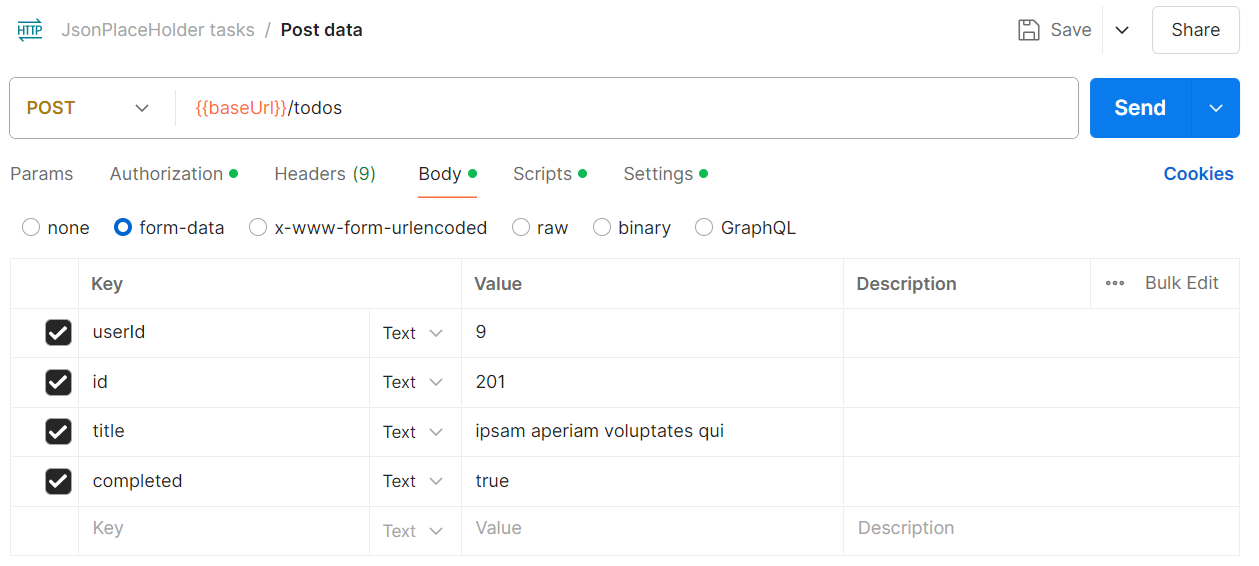 HTTP JsonPlaceHolder tasks / Post data Save Share
POST {{baseUrl}}/todos Send
Params Authorization Headers (9) Body Scripts Settings Cookies
none form-data x-www-form-urlencoded raw binary GraphQL
Key Value Description Bulk Edit
userId Text 9
id Text 201
title Text ipsam aperiam voluptates qui
completed Text true
Key Text Value Description